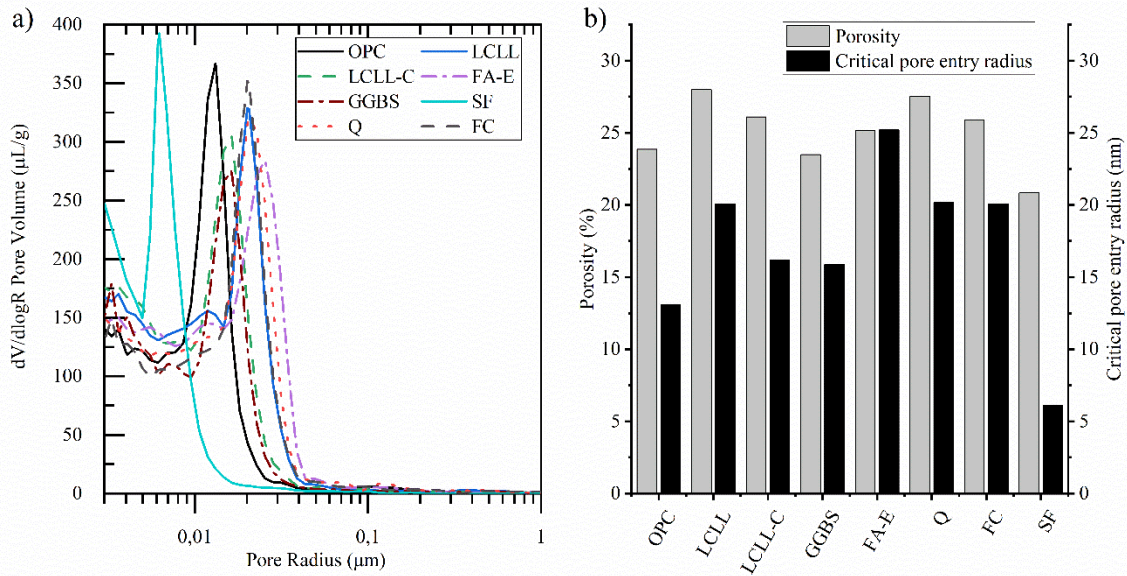 a)
400
350
300
250
200
150
100
50
0
dV/dlogR Pore Volume (µL/g)
OPC
LCLL
LCLL-C
FA-E
GGBS
SF
Q
FC
0,01
0,1
1
Pore Radius (µm)
b)
Porosity
Critical pore entry radius
30
25
20
15
10
5
0
Porosity (%)
30
25
20
15
10
5
0
Critical pore entry radius (nm)
OPC
LCLL
LCLL-C
GGBS
FA-E
Q
FC
SF